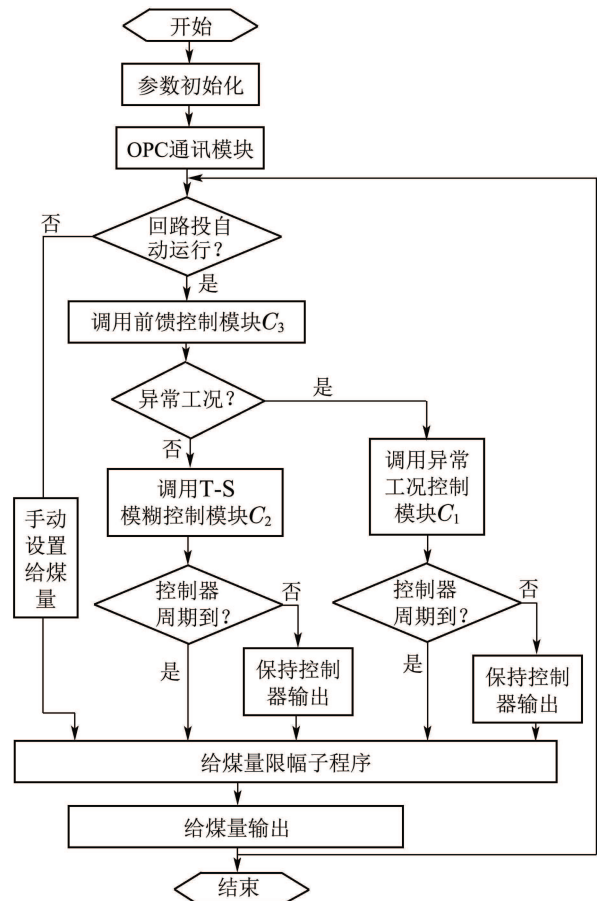 开始
参数初始化
OPC通讯模块
否
回路投自
动运行?
是
调用前馈控制模块C₃
异常工况?
是
否
调用T-S
模糊控制模块C₂
调用异常
工况控制
模块C₁
手动
设置
给煤
量
控制器
周期到?
否
是
保持控制
器输出
控制器
周期到?
否
是
保持控制
器输出
给煤量限幅子程序
给煤量输出
结束